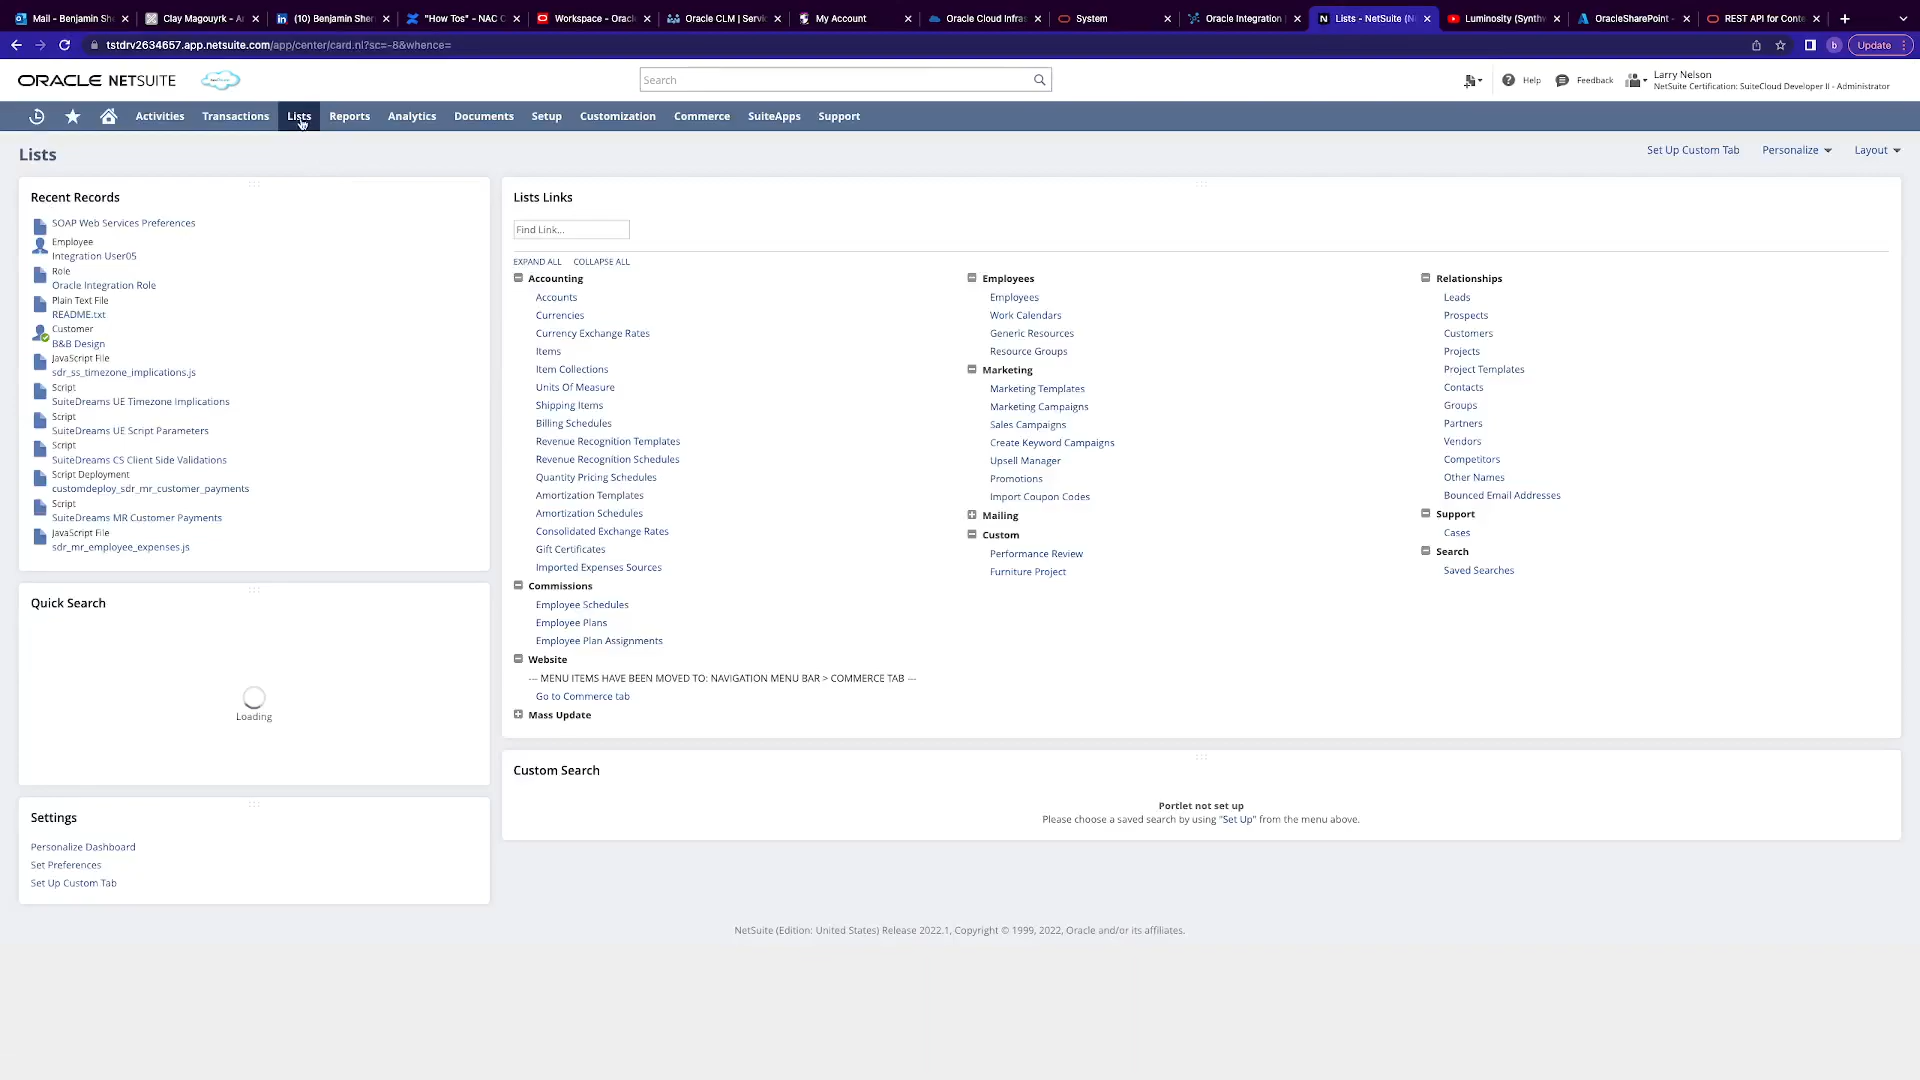 Mail - Benjamin She
Clay Magouyrk - A
(10) Benjamin Sher
"How Tos" - NAC C
Workspace - Oracl
Oracle CLM | Servi
My Account
Oracle Cloud Infra
System
Oracle Integration
Lists - NetSuite (N
Luminosity (Synthw
OracleSharePoint -
REST API for Conte
tstdrv2634657.app.netsuite.com/app/center/card.nl?sc=-8&whence=
b
Update
ORACLE NETSUITE
Search
Help
Feedback
Larry Nelson
NetSuite Certification: SuiteCloud Developer II - Administrator
Activities
Transactions
Lists
Reports
Analytics
Documents
Setup
Customization
Commerce
SuiteApps
Support
Lists
Set Up Custom Tab
Personalize
Layout
Recent Records
SOAP Web Services Preferences
Employee
Integration User05
Role
Oracle Integration Role
Plain Text File
README.txt
Customer
B&B Design
JavaScript File
sdr_ss_timezone_implications.js
Script
SuiteDreams UE Timezone Implications
Script
SuiteDreams UE Script Parameters
Script
SuiteDreams CS Client Side Validations
Script Deployment
customdeploy_sdr_mr_customer_payments
Script
SuiteDreams MR Customer Payments
JavaScript File
sdr_mr_employee_expenses.js
Quick Search
Loading
Settings
Personalize Dashboard
Set Preferences
Set Up Custom Tab
Lists Links
Find Link...
EXPAND ALL
COLLAPSE ALL
Accounting
Accounts
Currencies
Currency Exchange Rates
Items
Item Collections
Units Of Measure
Shipping Items
Billing Schedules
Revenue Recognition Templates
Revenue Recognition Schedules
Quantity Pricing Schedules
Amortization Templates
Amortization Schedules
Consolidated Exchange Rates
Gift Certificates
Imported Expenses Sources
Commissions
Employee Schedules
Employee Plans
Employee Plan Assignments
Website
--- MENU ITEMS HAVE BEEN MOVED TO: NAVIGATION MENU BAR > COMMERCE TAB ---
Go to Commerce tab
Mass Update
Employees
Employees
Work Calendars
Generic Resources
Resource Groups
Marketing
Marketing Templates
Marketing Campaigns
Sales Campaigns
Create Keyword Campaigns
Upsell Manager
Promotions
Import Coupon Codes
Mailing
Custom
Performance Review
Furniture Project
Relationships
Leads
Prospects
Customers
Projects
Project Templates
Contacts
Groups
Partners
Vendors
Competitors
Other Names
Bounced Email Addresses
Support
Cases
Search
Saved Searches
Custom Search
Portlet not set up
Please choose a saved search by using "Set Up" from the menu above.
NetSuite (Edition: United States) Release 2022.1, Copyright © 1999, 2022, Oracle and/or its affiliates.